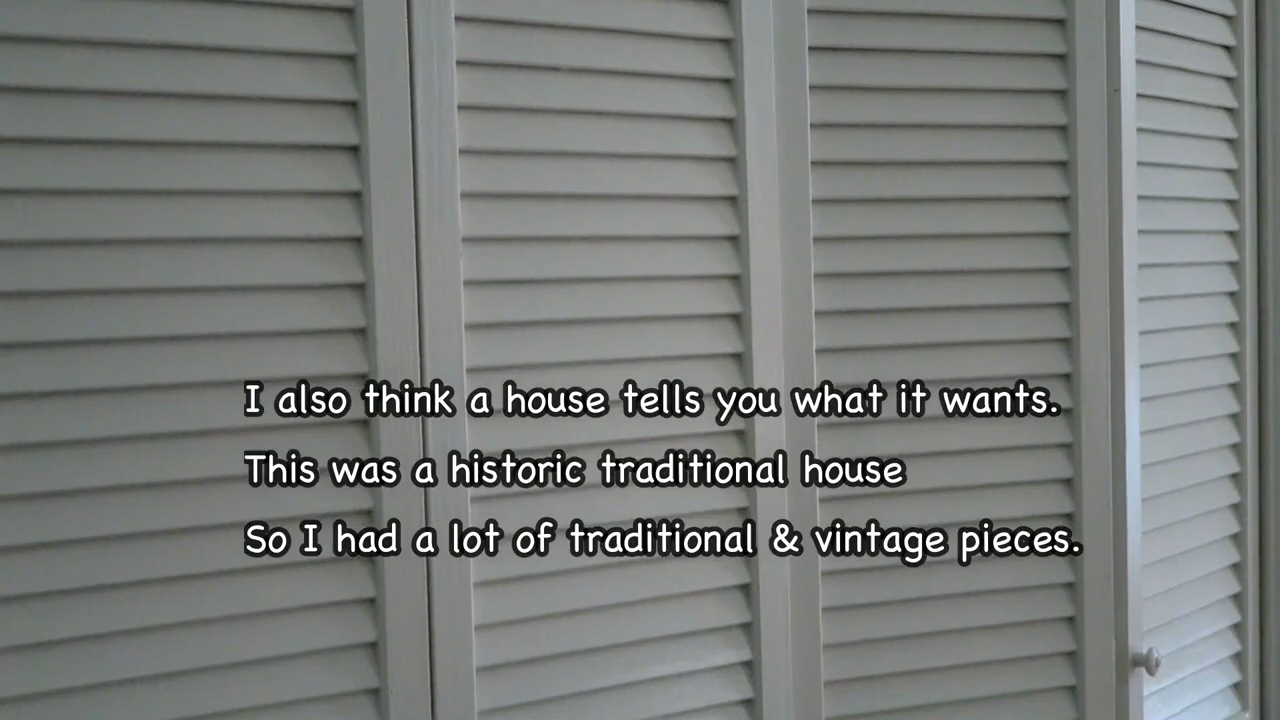 I also think a house tells you what it wants.
This was a historic traditional house
So I had a lot of traditional & vintage pieces.